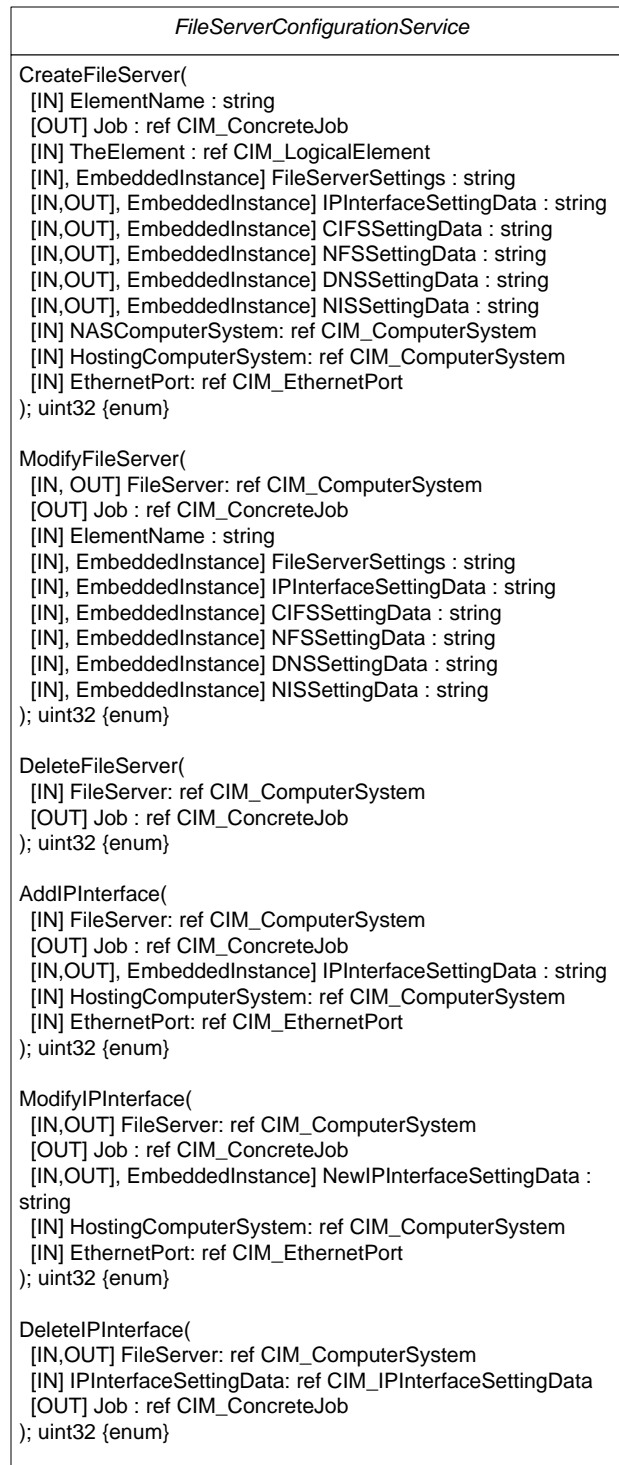 FileServerConfigurationService
CreateFileServer(
[IN] ElementName : string
[OUT] Job : ref CIM_ConcreteJob
[IN] TheElement : ref CIM_LogicalElement
[IN], EmbeddedInstance] FileServerSettings : string
[IN,OUT], EmbeddedInstance] IPInterfaceSettingData : string
[IN,OUT], EmbeddedInstance] CIFSSettingData : string
[IN,OUT], EmbeddedInstance] NFSSettingData : string
[IN,OUT], EmbeddedInstance] DNSSettingData : string
[IN,OUT], EmbeddedInstance] NISSettingData : string
[IN] NASComputerSystem: ref CIM_ComputerSystem
[IN] HostingComputerSystem: ref CIM_ComputerSystem
[IN] EthernetPort: ref CIM_EthernetPort
); uint32 {enum}
ModifyFileServer(
[IN, OUT] FileServer: ref CIM_ComputerSystem
[OUT] Job : ref CIM_ConcreteJob
[IN] ElementName : string
[IN], EmbeddedInstance] FileServerSettings : string
[IN], EmbeddedInstance] IPInterfaceSettingData : string
[IN], EmbeddedInstance] CIFSSettingData : string
[IN], EmbeddedInstance] NFSSettingData : string
[IN], EmbeddedInstance] DNSSettingData : string
[IN], EmbeddedInstance] NISSettingData : string
); uint32 {enum}
DeleteFileServer(
[IN] FileServer: ref CIM_ComputerSystem
[OUT] Job : ref CIM_ConcreteJob
); uint32 {enum}
AddIPInterface(
[IN] FileServer: ref CIM_ComputerSystem
[OUT] Job : ref CIM_ConcreteJob
[IN,OUT], EmbeddedInstance] IPInterfaceSettingData : string
[IN] HostingComputerSystem: ref CIM_ComputerSystem
[IN] EthernetPort: ref CIM_EthernetPort
); uint32 {enum}
ModifyIPInterface(
[IN,OUT] FileServer: ref CIM_ComputerSystem
[OUT] Job : ref CIM_ConcreteJob
[IN,OUT], EmbeddedInstance] NewIPInterfaceSettingData :
string
[IN] HostingComputerSystem: ref CIM_ComputerSystem
[IN] EthernetPort: ref CIM_EthernetPort
); uint32 {enum}
DeleteIPInterface(
[IN,OUT] FileServer: ref CIM_ComputerSystem
[IN] IPInterfaceSettingData: ref CIM_IPInterfaceSettingData
[OUT] Job : ref CIM_ConcreteJob
); uint32 {enum}